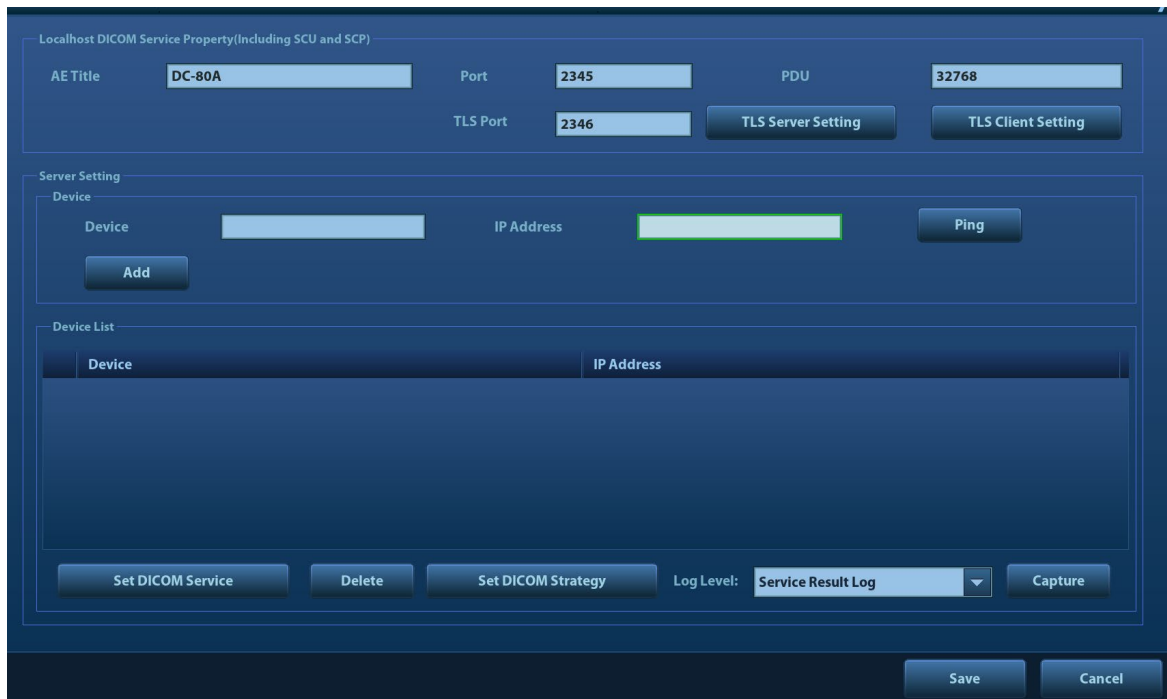 Localhost DICOM Service Property(Including SCU and SCP)
AE Title DC-80A Port 2345 PDU 32768
TLS Port 2346 TLS Server Setting TLS Client Setting
Server Setting
Device
Device IP Address Ping
Add
Device List
Device IP Address
Set DICOM Service Delete Set DICOM Strategy Log Level: Service Result Log Capture
Save Cancel